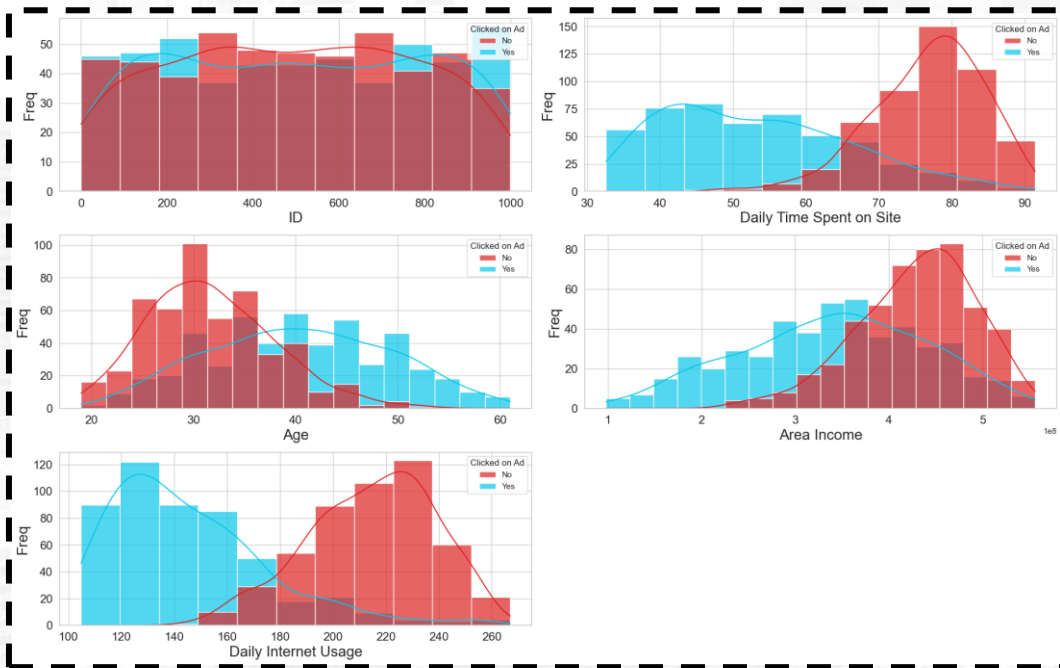 Clicked on Ad
No
Yes
Freq
50
40
30
20
10
0
0 200 400 600 800 1000
ID
Clicked on Ad
No
Yes
Freq
150
125
100
75
50
25
0
30 40 50 60 70 80 90
Daily Time Spent on Site
Clicked on Ad
No
Yes
Freq
100
80
60
40
20
0
20 30 40 50 60
Age
Clicked on Ad
No
Yes
Freq
80
60
40
20
0
1 2 3 4 5
1e8
Area Income
Clicked on Ad
No
Yes
Freq
120
100
80
60
40
20
0
100 120 140 160 180 200 220 240 260
Daily Internet Usage